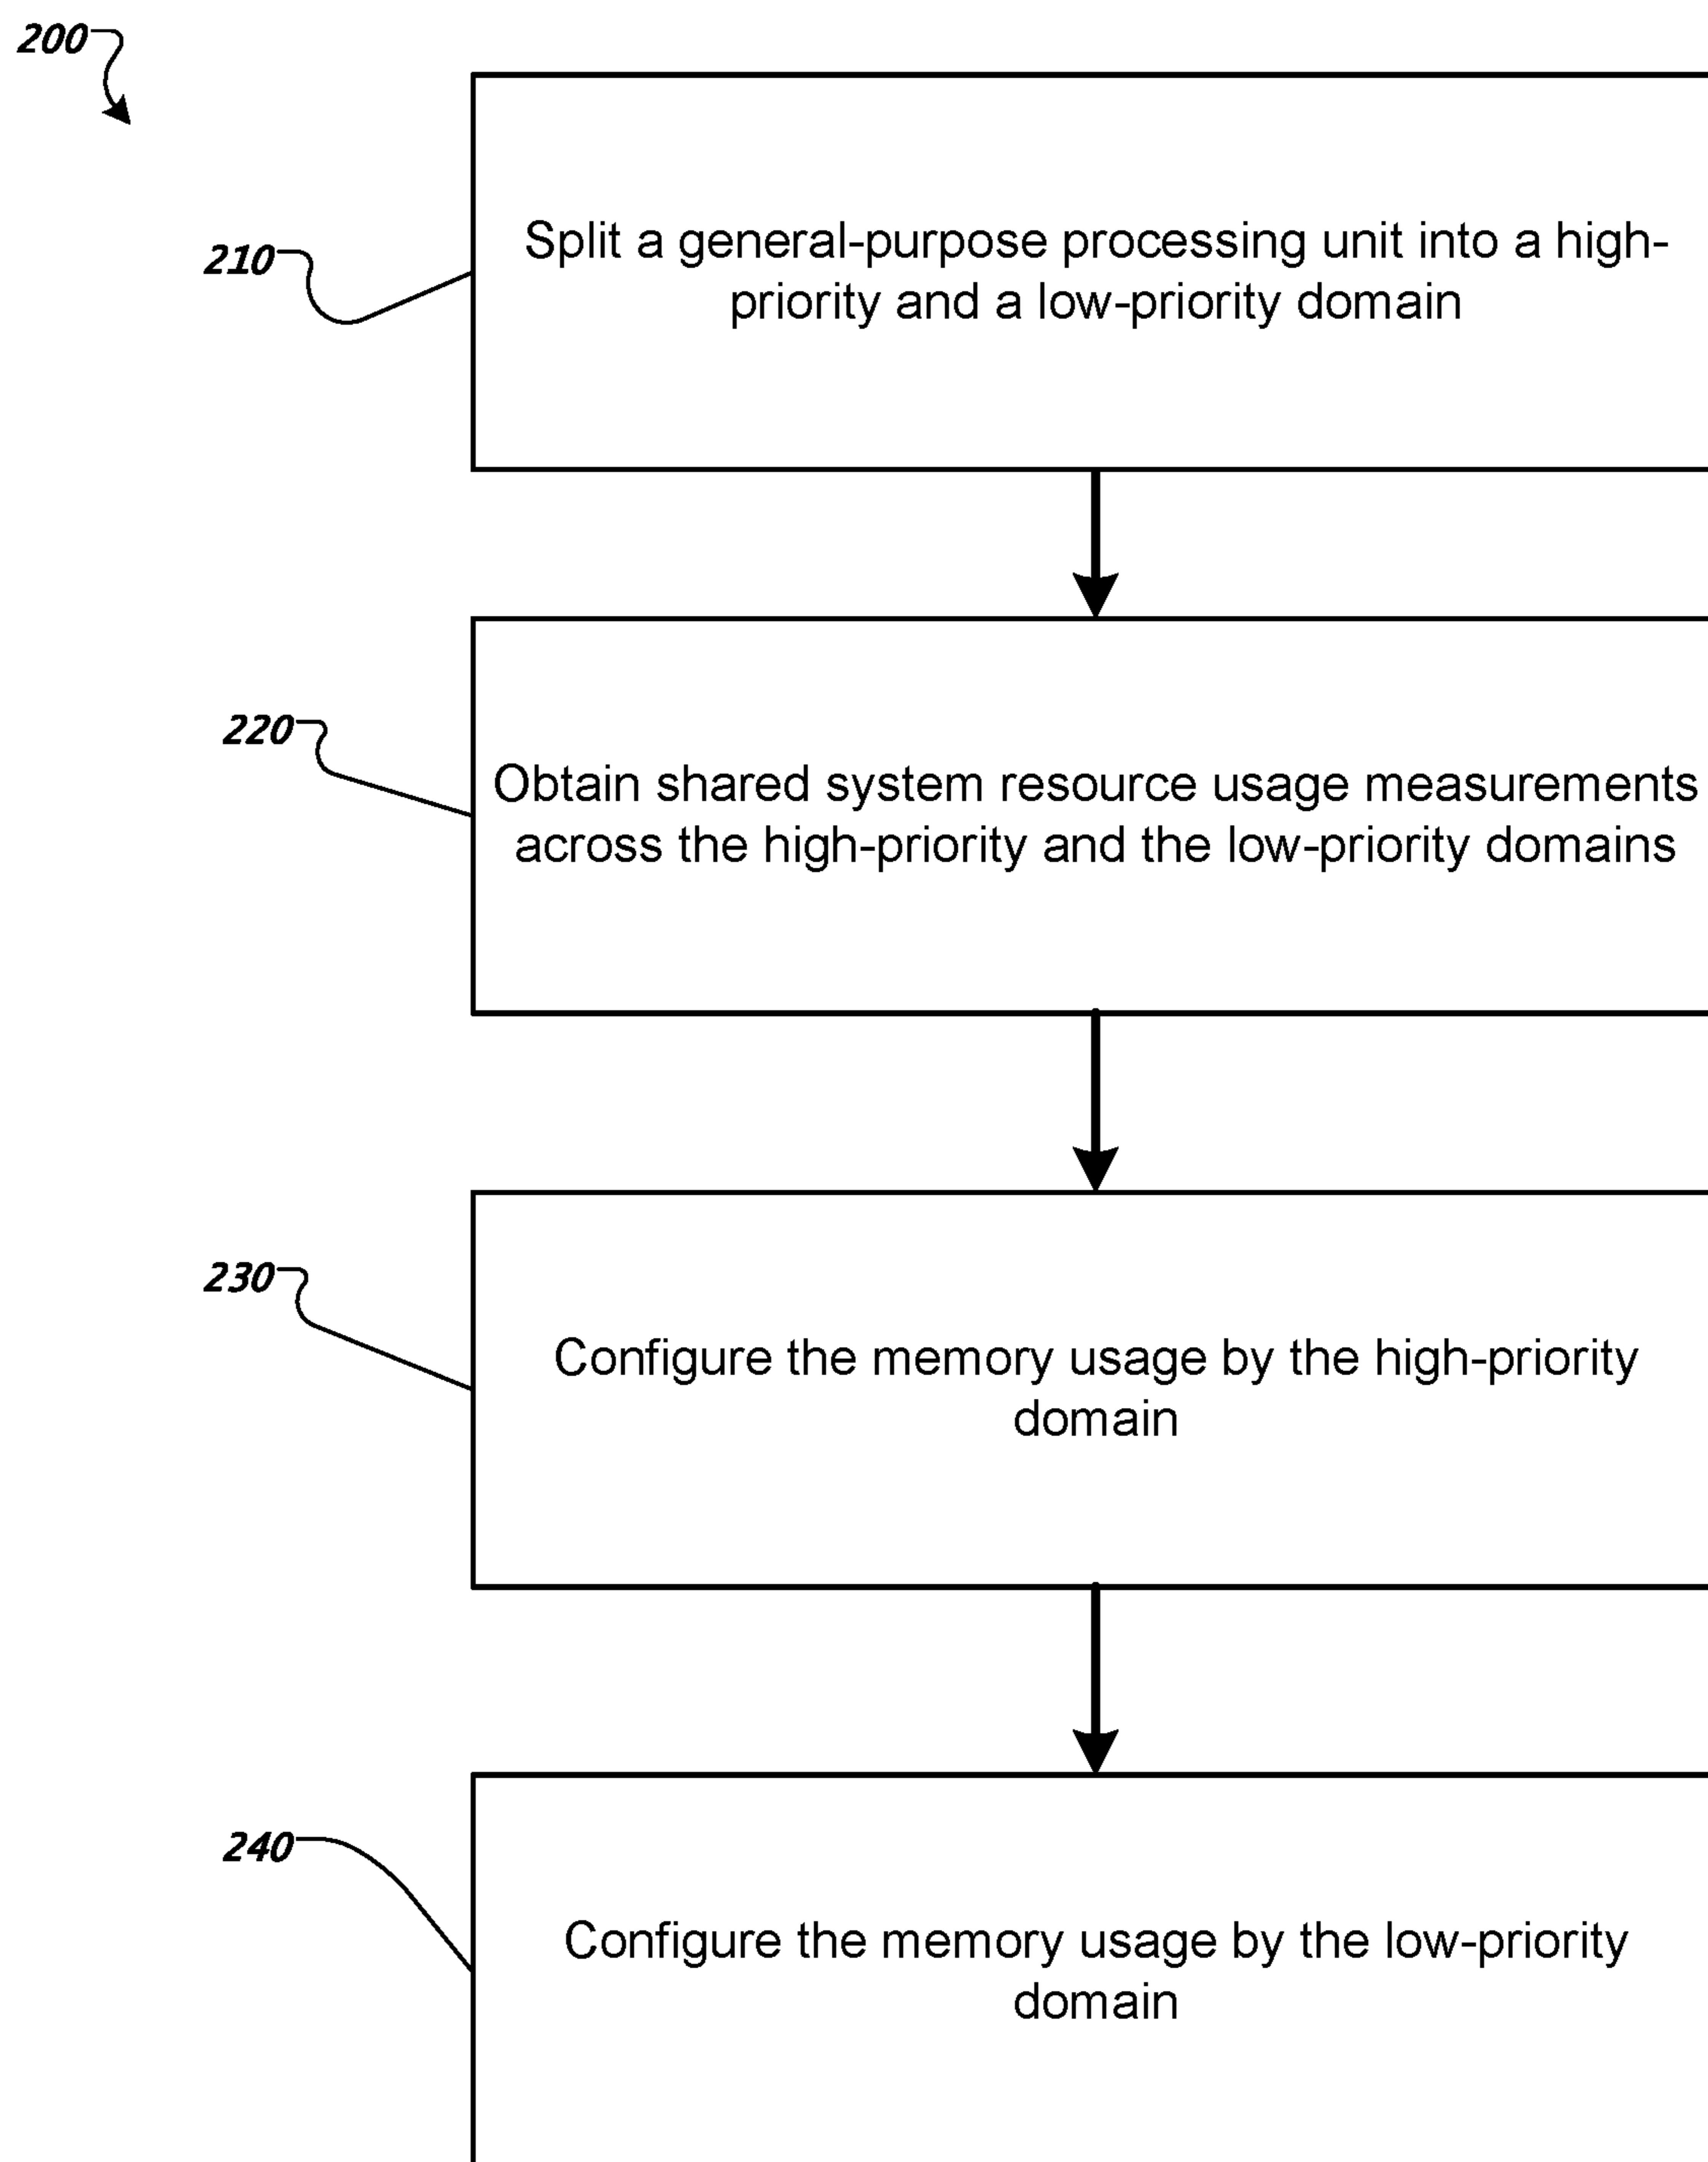 200
210
Split a general-purpose processing unit into a high-
priority and a low-priority domain
220
Obtain shared system resource usage measurements
across the high-priority and the low-priority domains
230
Configure the memory usage by the high-priority
domain
240
Configure the memory usage by the low-priority
domain